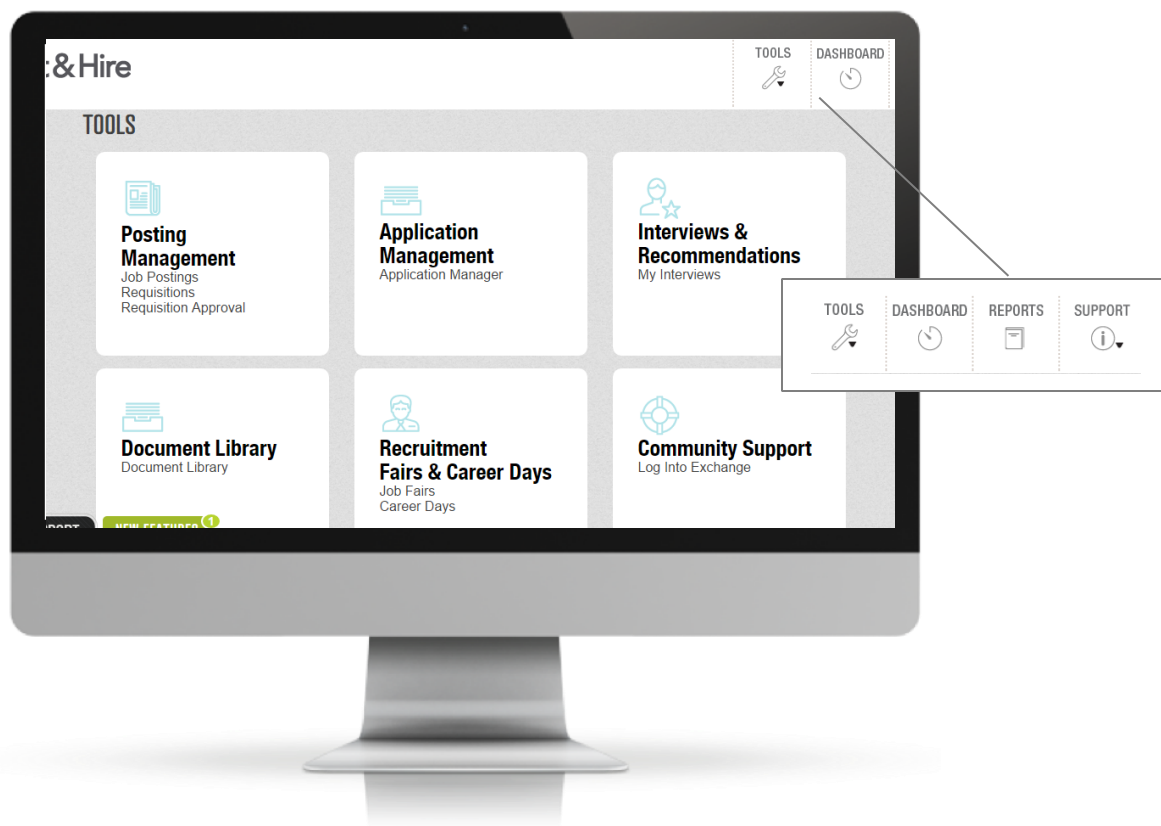 &Hire
TOOLS
DASHBOARD
TOOLS
Posting
Management
Job Postings
Requisitions
Requisition Approval
Application
Management
Application Manager
Interviews &
Recommendations
My Interviews
TOOLS
DASHBOARD
REPORTS
SUPPORT
Document Library
Document Library
Recruitment
Fairs & Career Days
Job Fairs
Career Days
Community Support
Log Into Exchange
NEW FEATURES 1